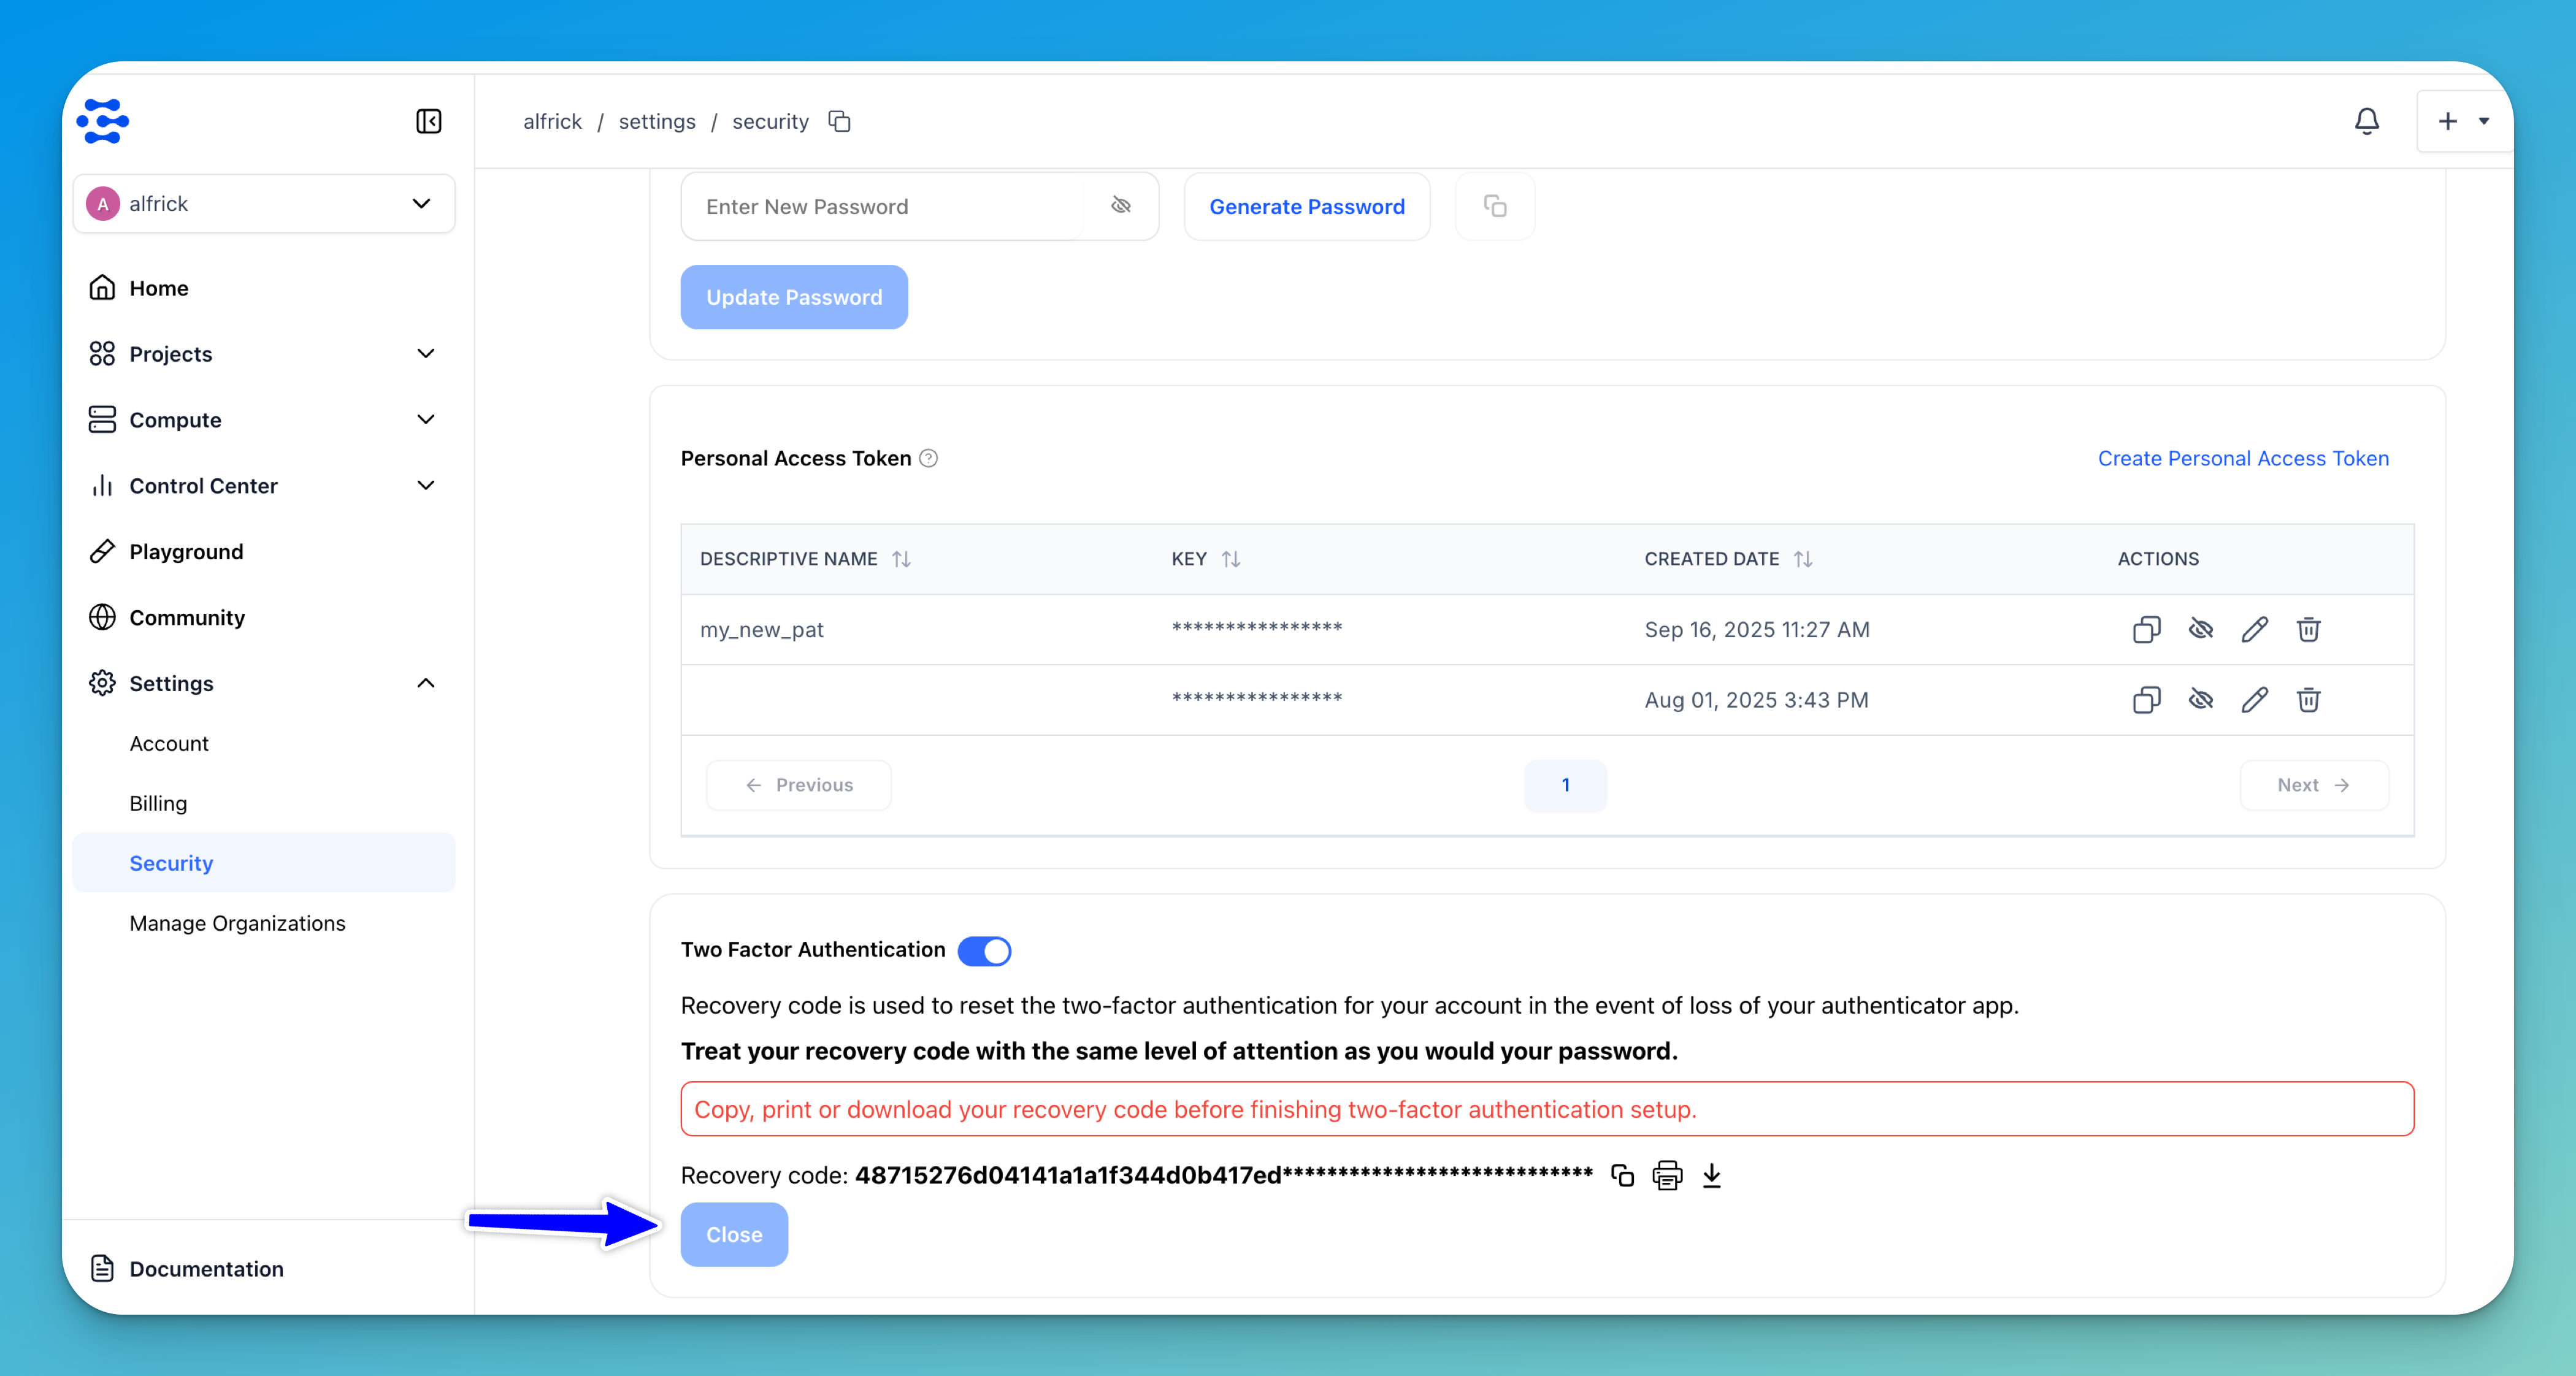 alfrick / settings / security
A alfrick
Home
Projects
Compute
Control Center
Playground
Community
Settings
Account
Billing
Security
Manage Organizations
Documentation
Enter New Password
Generate Password
Update Password
Personal Access Token
Create Personal Access Token
DESCRIPTIVE NAME KEY CREATED DATE ACTIONS
my_new_pat **************** Sep 16, 2025 11:27 AM
**************** Aug 01, 2025 3:43 PM
Previous 1 Next
Two Factor Authentication
Recovery code is used to reset the two-factor authentication for your account in the event of loss of your authenticator app.
Treat your recovery code with the same level of attention as you would your password.
Copy, print or download your recovery code before finishing two-factor authentication setup.
Recovery code: 48715276d04141a1a1f344d0b417ed****************************
Close